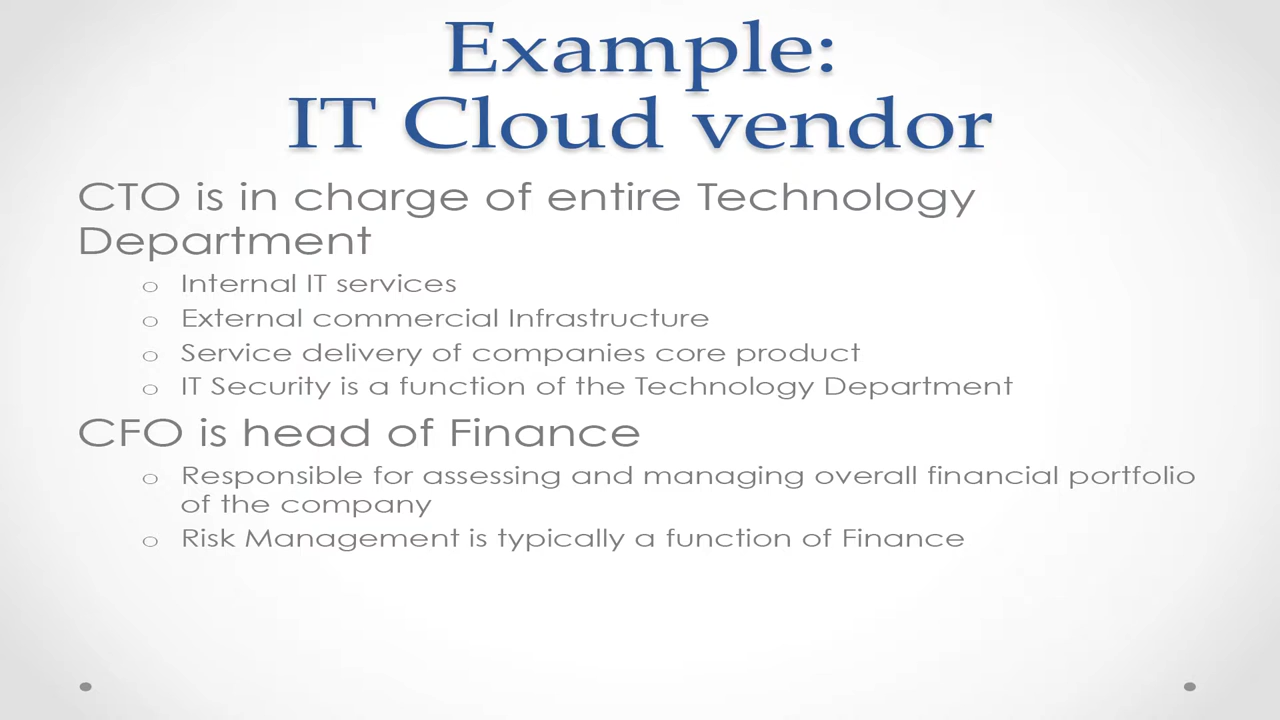 Example:
IT Cloud vendor
CTO is in charge of entire Technology
Department
Internal IT services
External commercial Infrastructure
Service delivery of companies core product
IT Security is a function of the Technology Department
CFO is head of Finance
Responsible for assessing and managing overall financial portfolio
of the company
Risk Management is typically a function of Finance